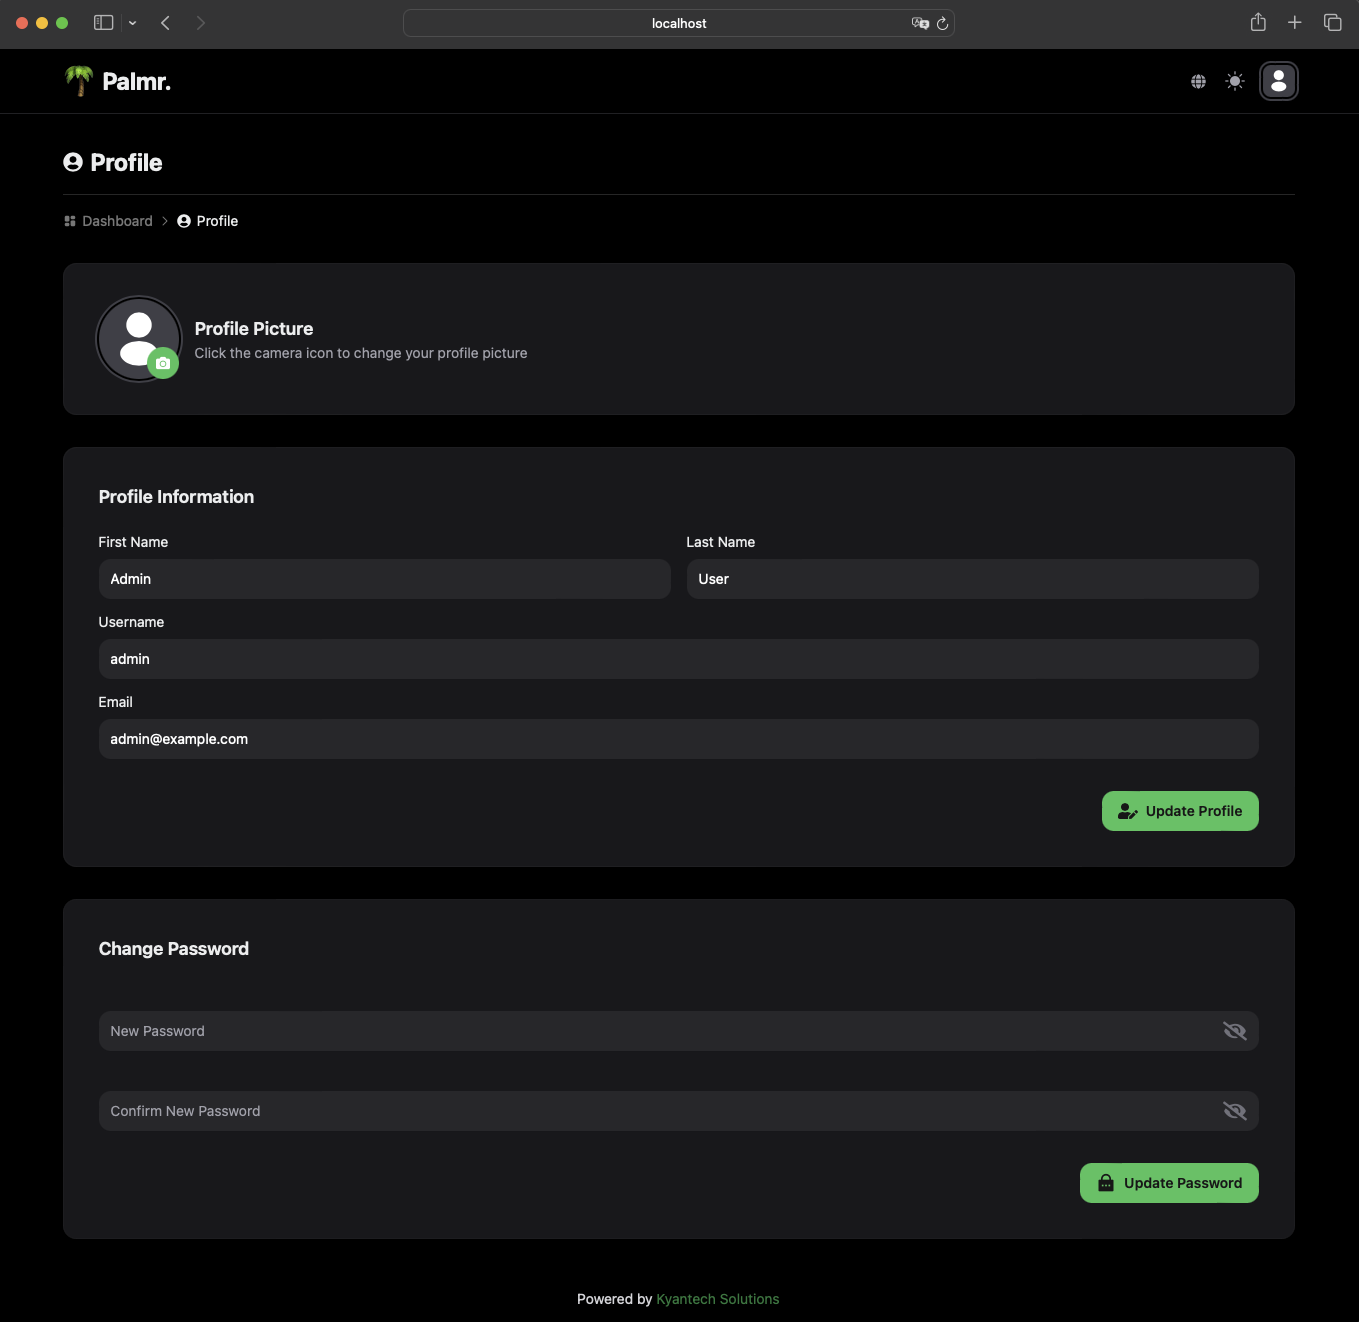 localhost
Palmr.
Profile
Dashboard > Profile
Profile Picture
Click the camera icon to change your profile picture
Profile Information
First Name
Last Name
Admin
User
Username
admin
Email
admin@example.com
Update Profile
Change Password
New Password
Confirm New Password
Update Password
Powered by Kyantech Solutions